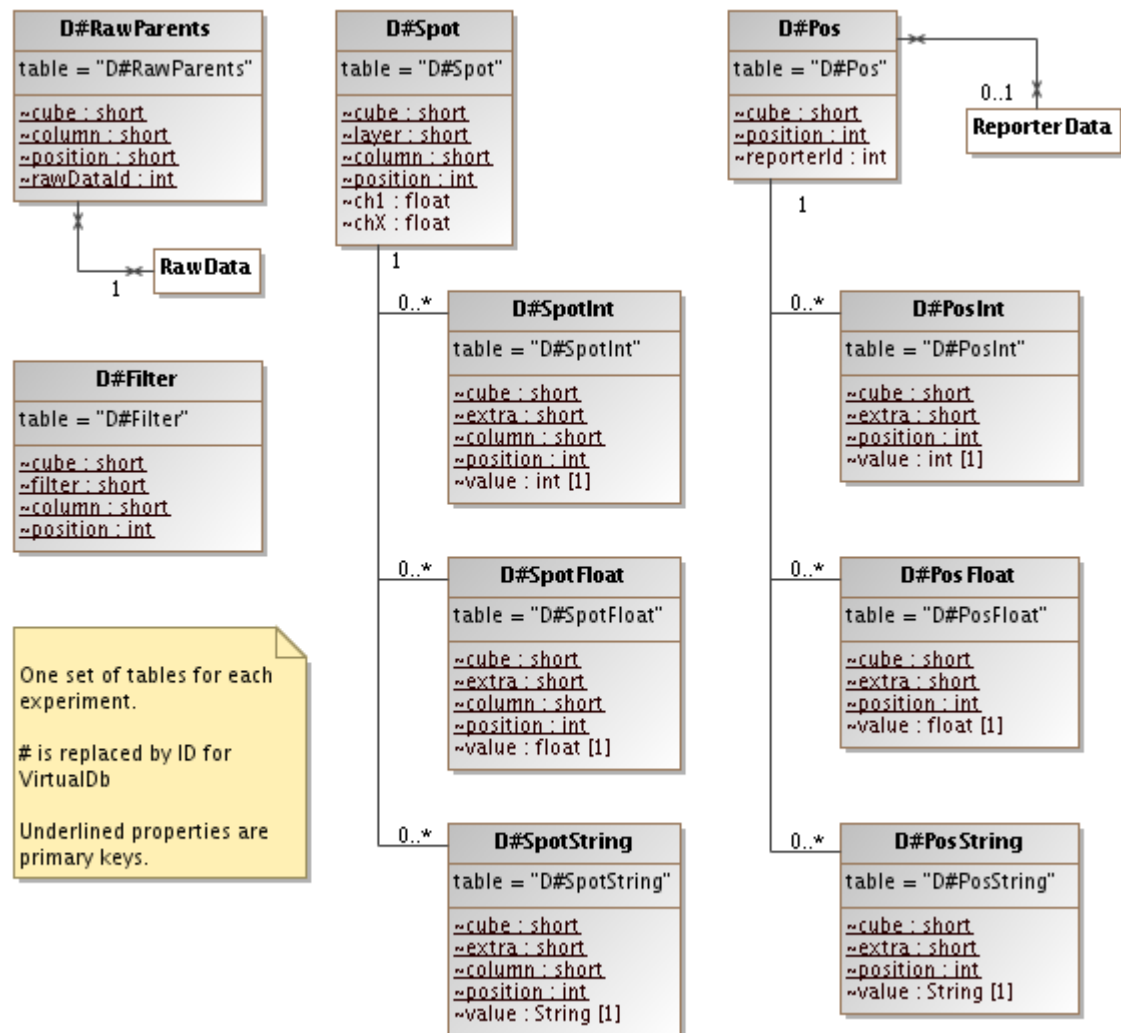 D#RawParents
table = "D#RawParents"
~cube : short
~column : short
~position : short
~rawDataId : int
1
RawData
D#Filter
table = "D#Filter"
~cube : short
~filter : short
~column : short
~position : int
One set of tables for each
experiment.
# is replaced by ID for
VirtualDb
Underlined properties are
primary keys.
D#Spot
table = "D#Spot"
~cube : short
~layer : short
~column : short
~position : int
~ch1 : float
~chX : float
1
0..*
D#SpotInt
table = "D#SpotInt"
~cube : short
~extra : short
~column : short
~position : int
~value : int [1]
0..*
D#SpotFloat
table = "D#SpotFloat"
~cube : short
~extra : short
~column : short
~position : int
~value : float [1]
0..*
D#SpotString
table = "D#SpotString"
~cube : short
~extra : short
~column : short
~position : int
~value : String [1]
D#Pos
table = "D#Pos"
~cube : short
~position : int
~reporterId : int
0..1
ReporterData
1
0..*
D#PosInt
table = "D#PosInt"
~cube : short
~extra : short
~position : int
~value : int [1]
0..*
D#PosFloat
table = "D#PosFloat"
~cube : short
~extra : short
~position : int
~value : float [1]
0..*
D#PosString
table = "D#PosString"
~cube : short
~extra : short
~position : int
~value : String [1]